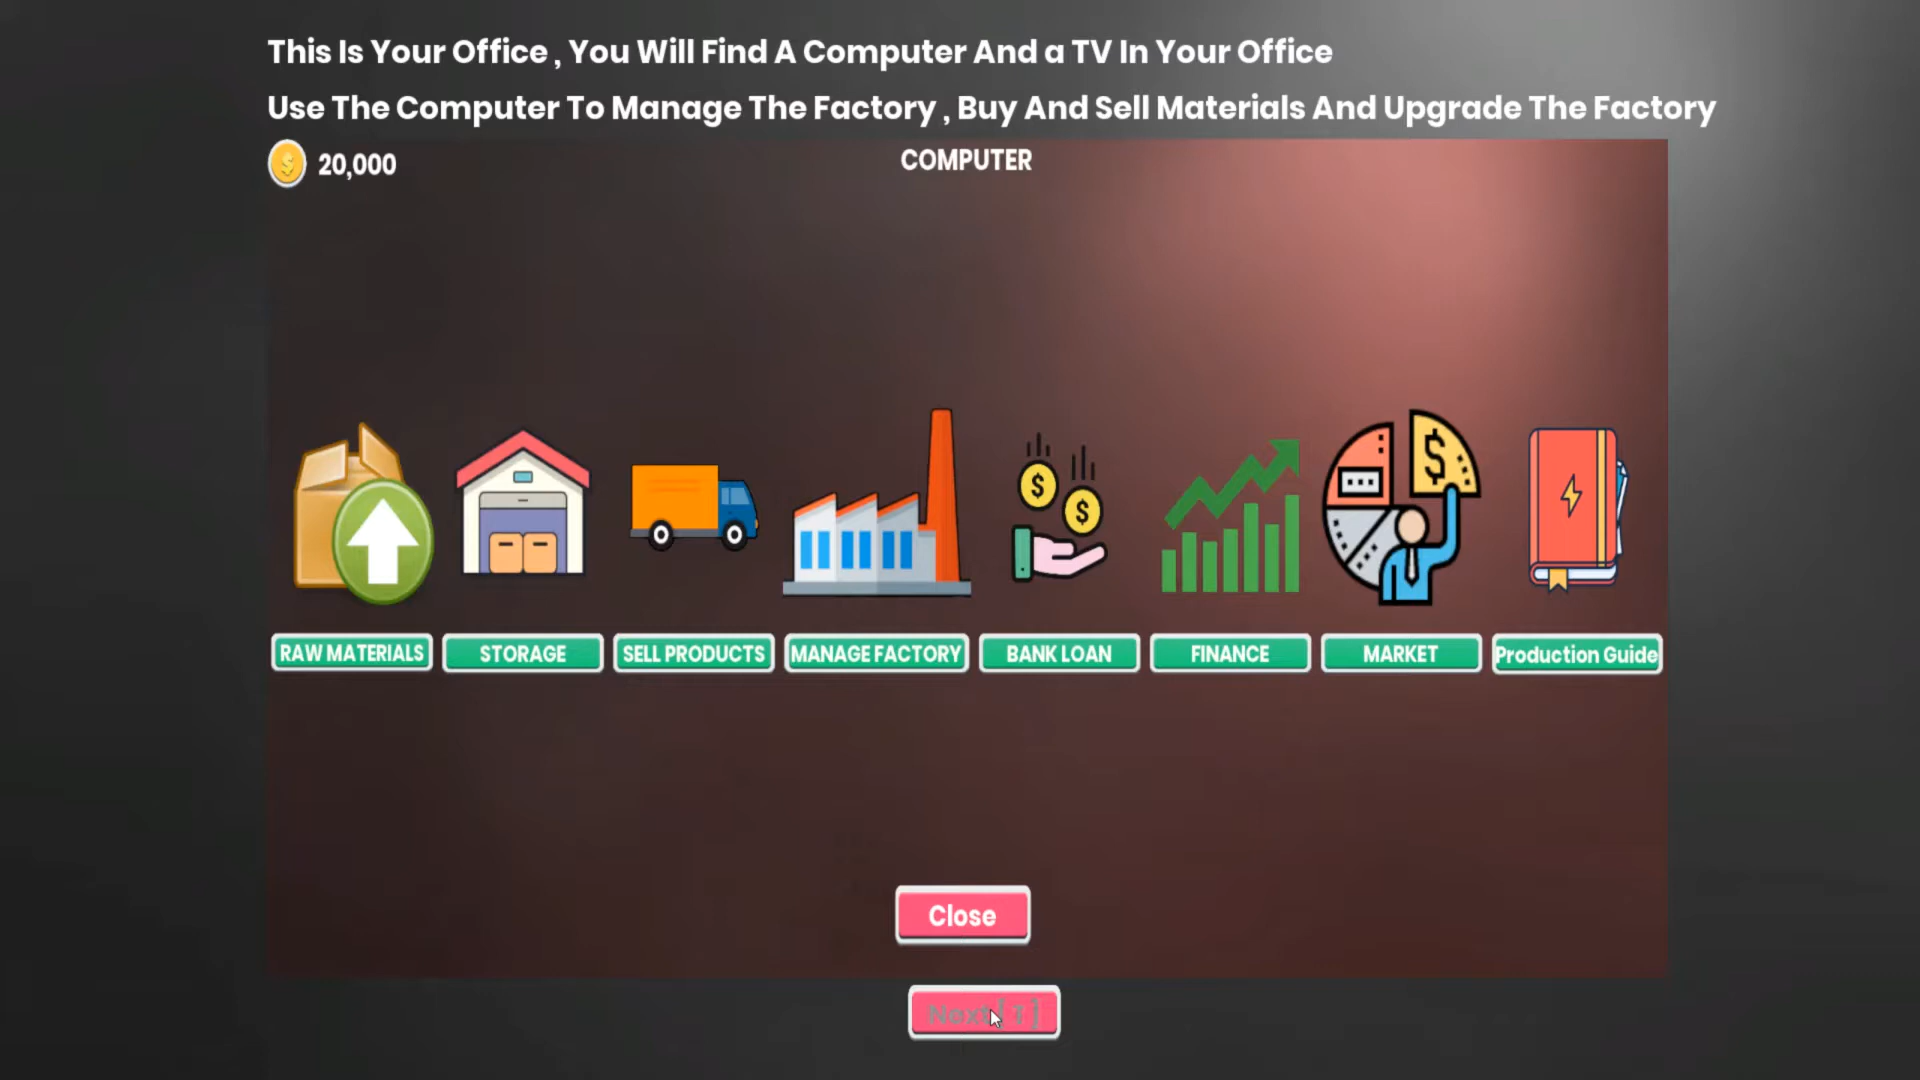 This Is Your Office , You Will Find A Computer And a TV In Your Office
Use The Computer To Manage The Factory , Buy And Sell Materials And Upgrade The Factory
20,000
COMPUTER
RAW MATERIALS
STORAGE
SELL PRODUCTS
MANAGE FACTORY
BANK LOAN
FINANCE
MARKET
Production Guide
Close
Next[1]